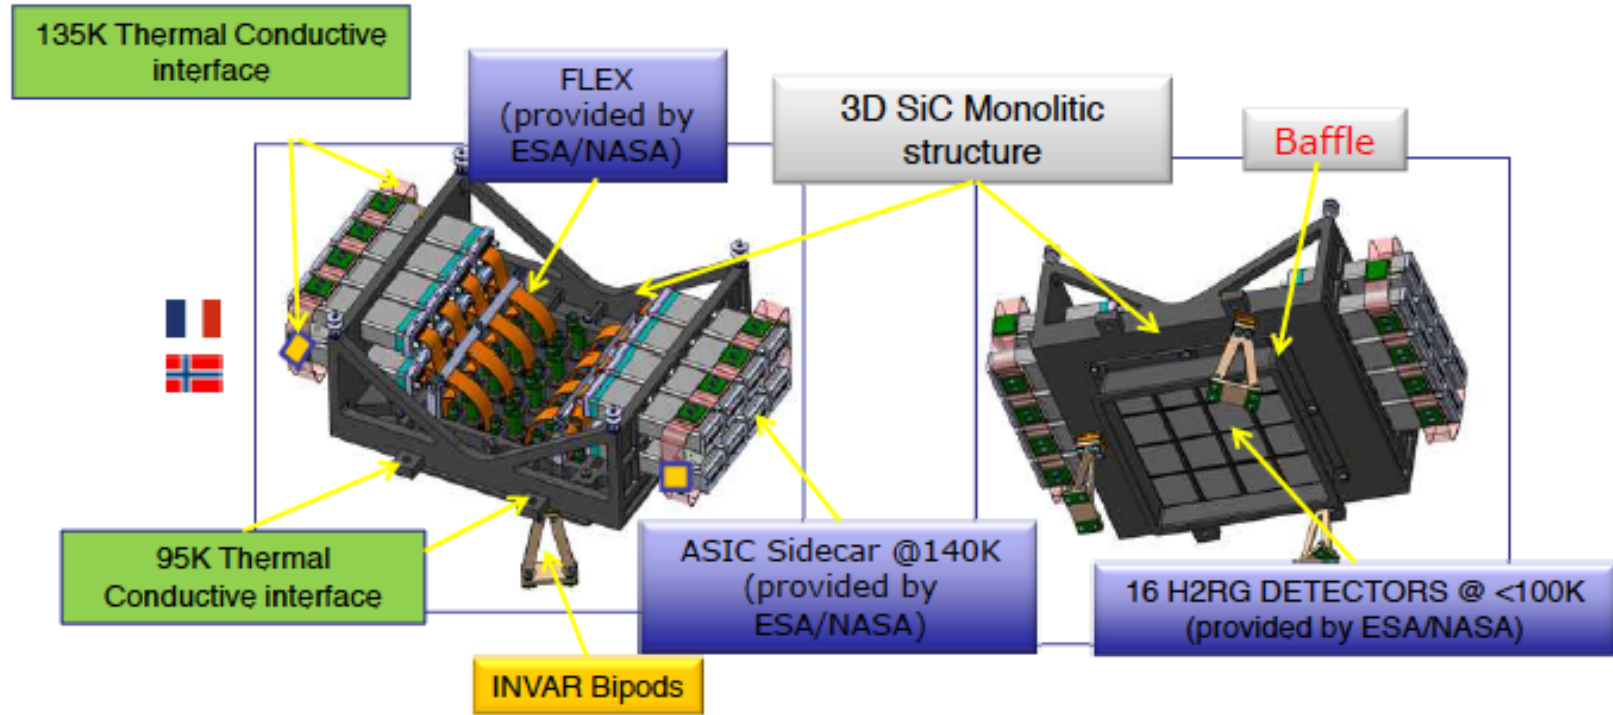 135K Thermal Conductive
interface
FLEX
(provided by
ESA/NASA)
3D SiC Monolitic
structure
Baffle
95K Thermal
Conductive interface
ASIC Sidecar @140K
(provided by
ESA/NASA)
16 H2RG DETECTORS @ <100K
(provided by ESA/NASA)
INVAR Bipods